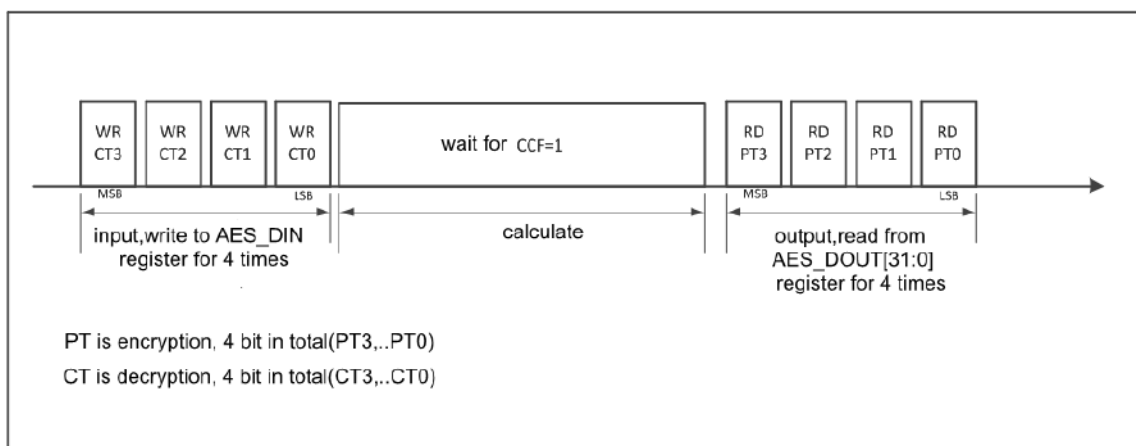 WR WR WR WR RD RD RD RD
CT3 CT2 CT1 CT0 wait for CCF=1 PT3 PT2 PT1 PT0
MSB LSB MSB LSB
input,write to AES_DIN calculate output,read from
register for 4 times AES_DOUT[31:0]
register for 4 times
PT is encryption, 4 bit in total(PT3,..PT0)
CT is decryption, 4 bit in total(CT3,..CT0)